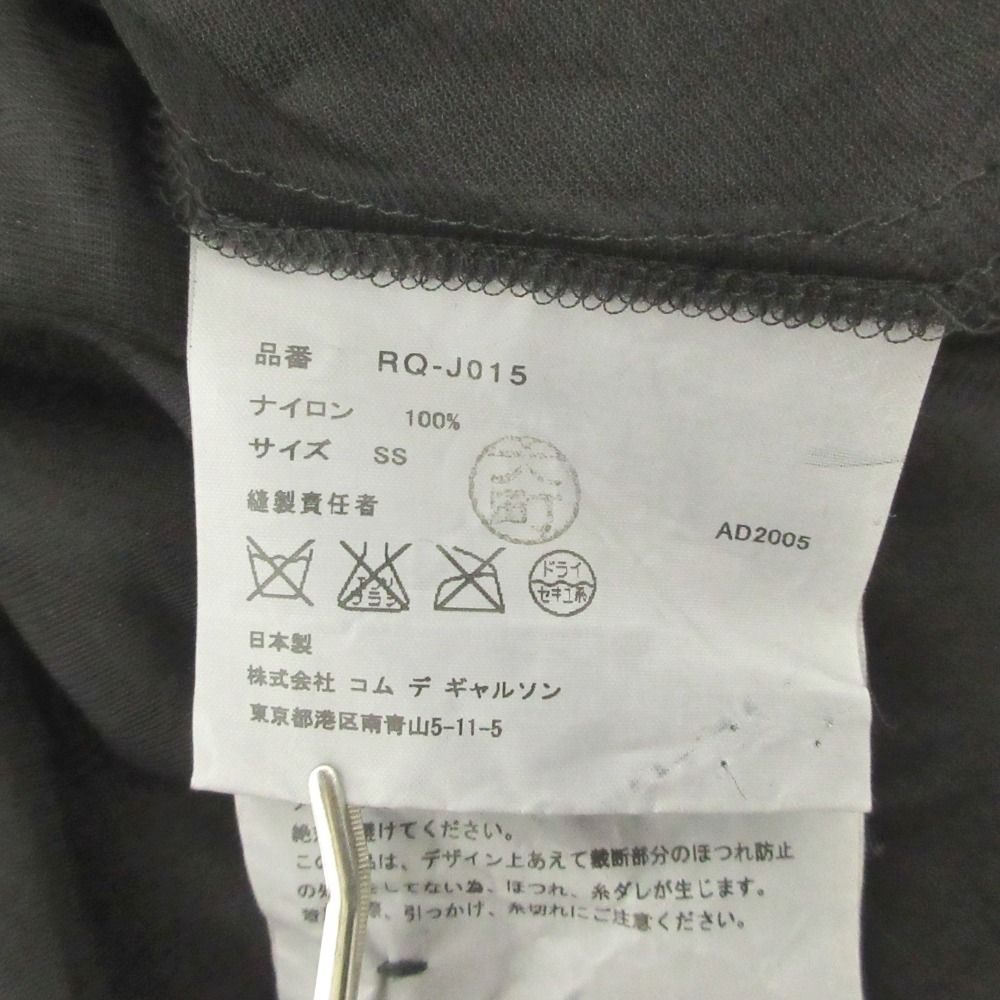 品番 RQ-J015
ナイロン 100%
サイズ SS
縫製責任者
AD2005
ドライ
セキユ系
日本製
株式会社 コム デ ギャルソン
東京都港区南青山5-11-5
けてください。
この 品は、デザイン上あえて裁断部分のほつれ防止
の してない為、ほつれ、糸ダレが生じます。
引っかけ、糸切れにご注意ください。